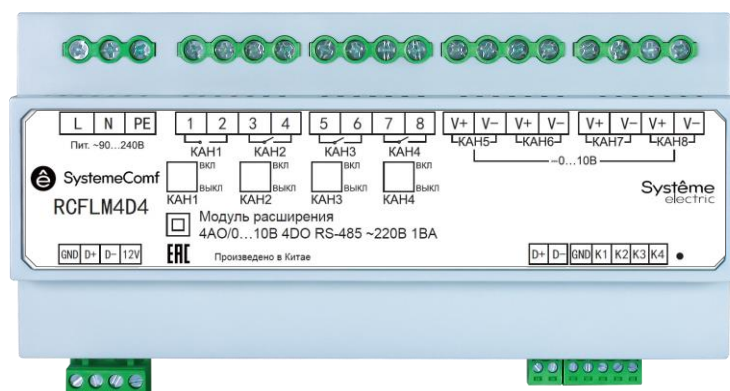 L N PE 1 2 3 4 5 6 7 8 V+ V- V+ V- V+ V- V+ V-
Пит. ~90...240В КАН1 КАН2 КАН3 КАН4 КАН5 КАН6 КАН7 КАН8
–0...10В
ВКЛ ВКЛ ВКЛ ВКЛ
ê SystemeComf
ВЫКЛ ВЫКЛ ВЫКЛ ВЫКЛ
КАН1 КАН2 КАН3 КАН4
Système
electric
RCFLM4D4
Модуль расширения
4АО/0...10В 4DO RS-485 ~220В 1ВА
GND D+ D- 12V EAC Произведено в Китае D+ D- GND K1 K2 K3 K4